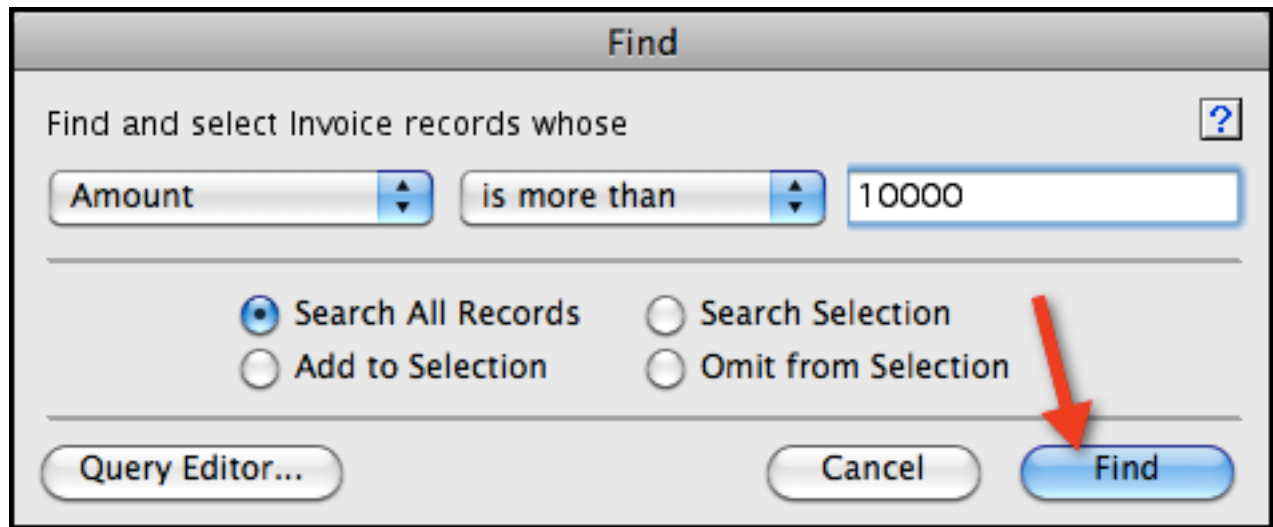 Find
Find and select Invoice records whose
?
Amount is more than 10000
Search All Records Search Selection
Add to Selection Omit from Selection
Query Editor... Cancel Find